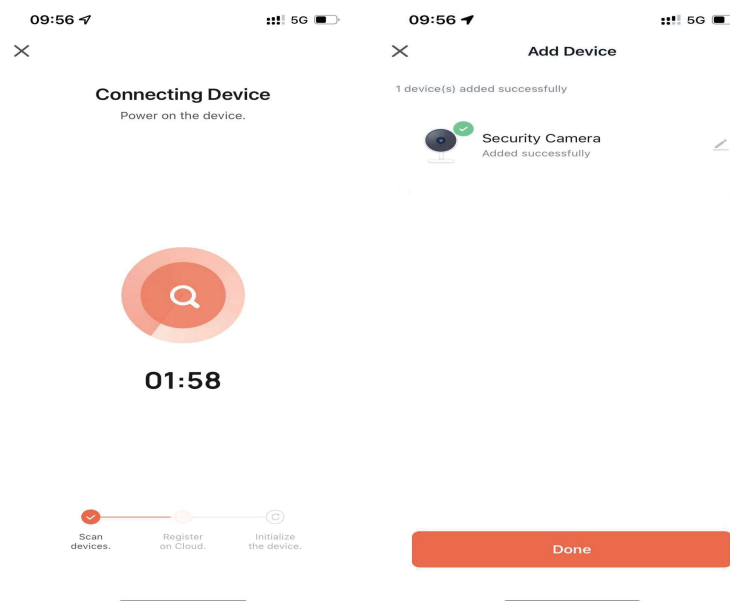 09:56
5G
Connecting Device
Power on the device.
01:58
Scan
devices.
Register
on Cloud.
Initialize
the device.
09:56
5G
Add Device
1 device(s) added successfully
Security Camera
Added successfully
Done